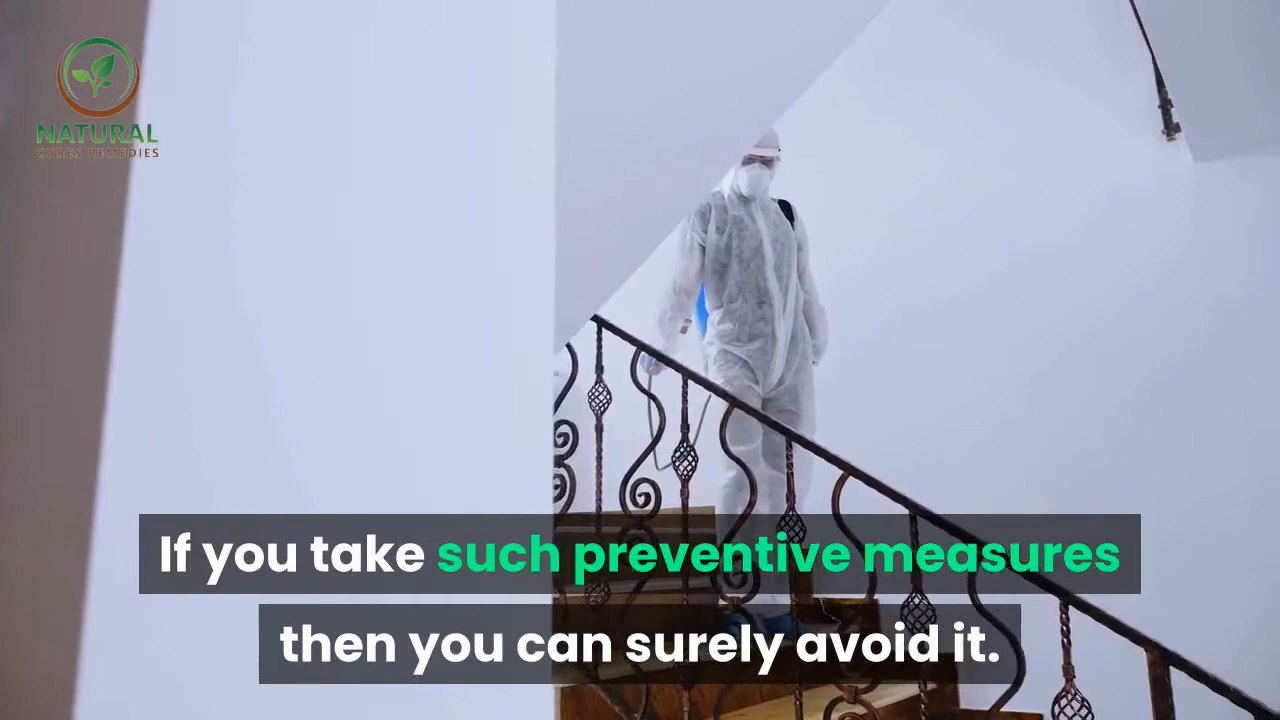 NATURAL
CURES REMEDIES
If you take such preventive measures
then you can surely avoid it.